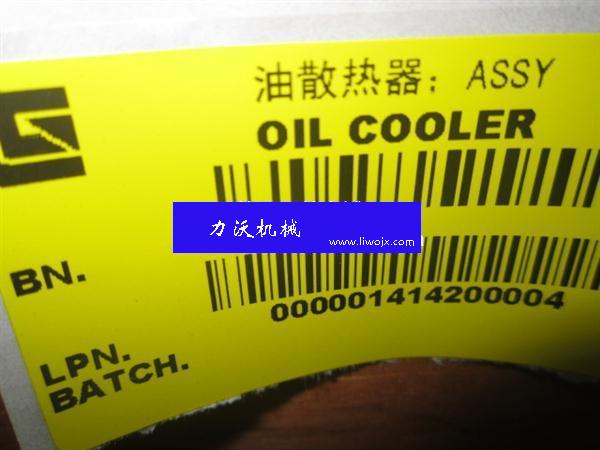 油散热器：ASSY
OIL COOLER
力沃机械
www.liwojx.com
BN.
000001414200004
LPN.
BATCH.